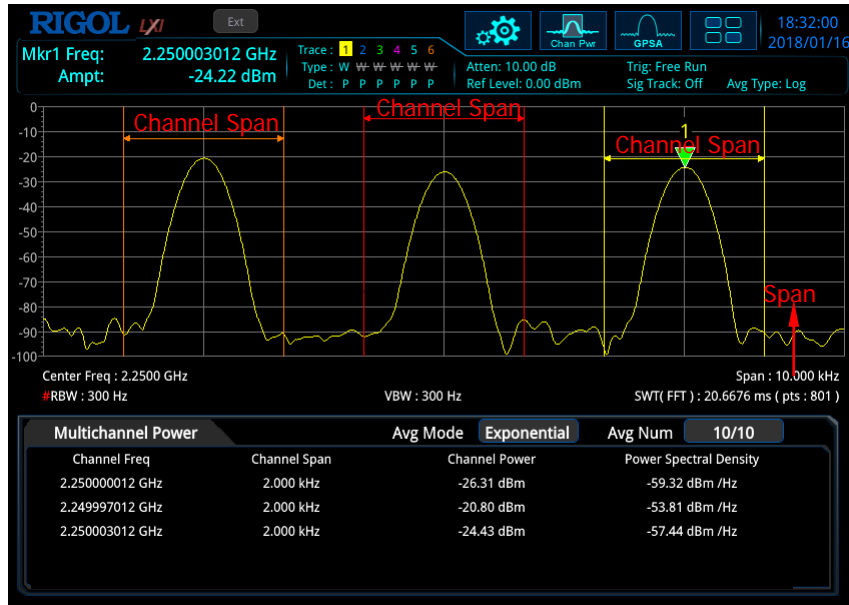 RIGOL LXI Ext 18:32:00
Chan Pwr GPSA 2018/01/16
Mkr1 Freq: 2.250003012 GHz
Ampt: -24.22 dBm
Trace : 1 2 3 4 5 6
Type : W W W W W W
Det : P P P P P P
Atten: 10.00 dB
Ref Level: 0.00 dBm
Trig: Free Run
Sig Track: Off Avg Type: Log
0
-10
-20
-30
-40
-50
-60
-70
-80
-90
-100
Channel Span
Channel Span
1
Channel Span
Span
Center Freq : 2.2500 GHz Span : 10.000 kHz
#RBW : 300 Hz VBW : 300 Hz SWT( FFT ) : 20.6676 ms ( pts : 801 )
Multichannel Power Avg Mode Exponential Avg Num 10/10
Channel Freq Channel Span Channel Power Power Spectral Density
2.250000012 GHz 2.000 kHz -26.31 dBm -59.32 dBm /Hz
2.249997012 GHz 2.000 kHz -20.80 dBm -53.81 dBm /Hz
2.250003012 GHz 2.000 kHz -24.43 dBm -57.44 dBm /Hz